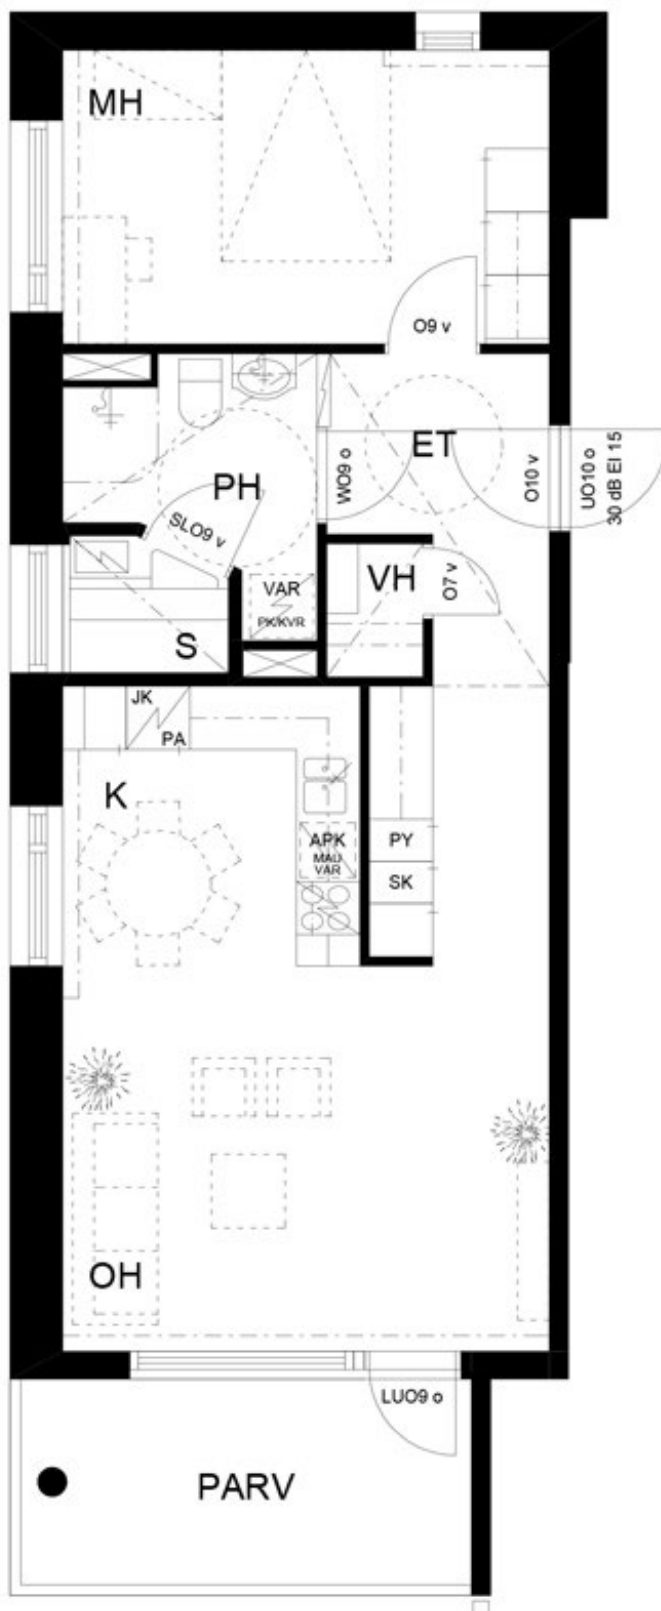 MH
O9 v
ET
WO9 o
O10 v
UO10 o
30 dB EI 15
PH
SLO9 v
VAR
PK/KVR
VH
O7 v
S
JK
PA
K
APK
MAU
VAR
PY
SK
OH
LUO9 o
PARV